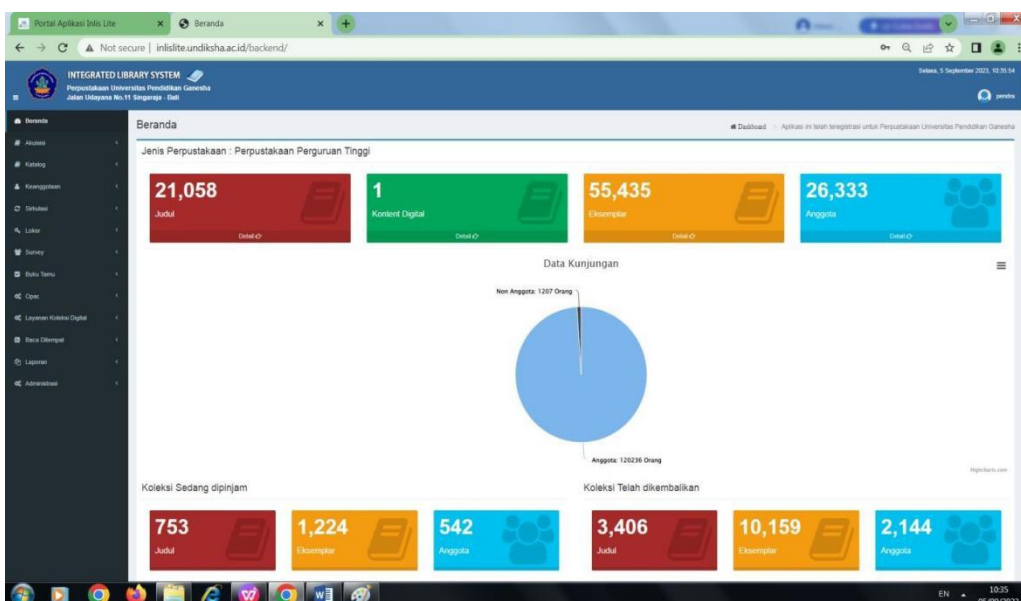 Portal Aplikasi Inlis Lite
Beranda
Not secure | inlislite.undiksha.ac.id/backend/
INTEGRATED LIBRARY SYSTEM
Perpustakaan Universitas Pendidikan Ganesha
Jalan Udayana No.11 Singaraja - Bali
Selasa, 5 September 2023, 10:35:54
pendra
Beranda
Akuisisi
Katalog
Keanggotaan
Sirkulasi
Loker
Survey
Buku Tamu
Opac
Layanan Koleksi Digital
Baca Ditempat
Laporan
Administrasi
Beranda
Dashboard
Aplikasi ini telah teregistrasi untuk Perpustakaan Universitas Pendidikan Ganesha
Jenis Perpustakaan : Perpustakaan Perguruan Tinggi
21,058
Judul
Detail
1
Konten Digital
Detail
55,435
Eksemplar
Detail
26,333
Anggota
Detail
Data Kunjungan
Non Anggota: 1207 Orang
Anggota: 120236 Orang
Highcharts.com
Koleksi Sedang dipinjam
753
Judul
1,224
Eksemplar
542
Anggota
Koleksi Telah dikembalikan
3,406
Judul
10,159
Eksemplar
2,144
Anggota
EN
10:35